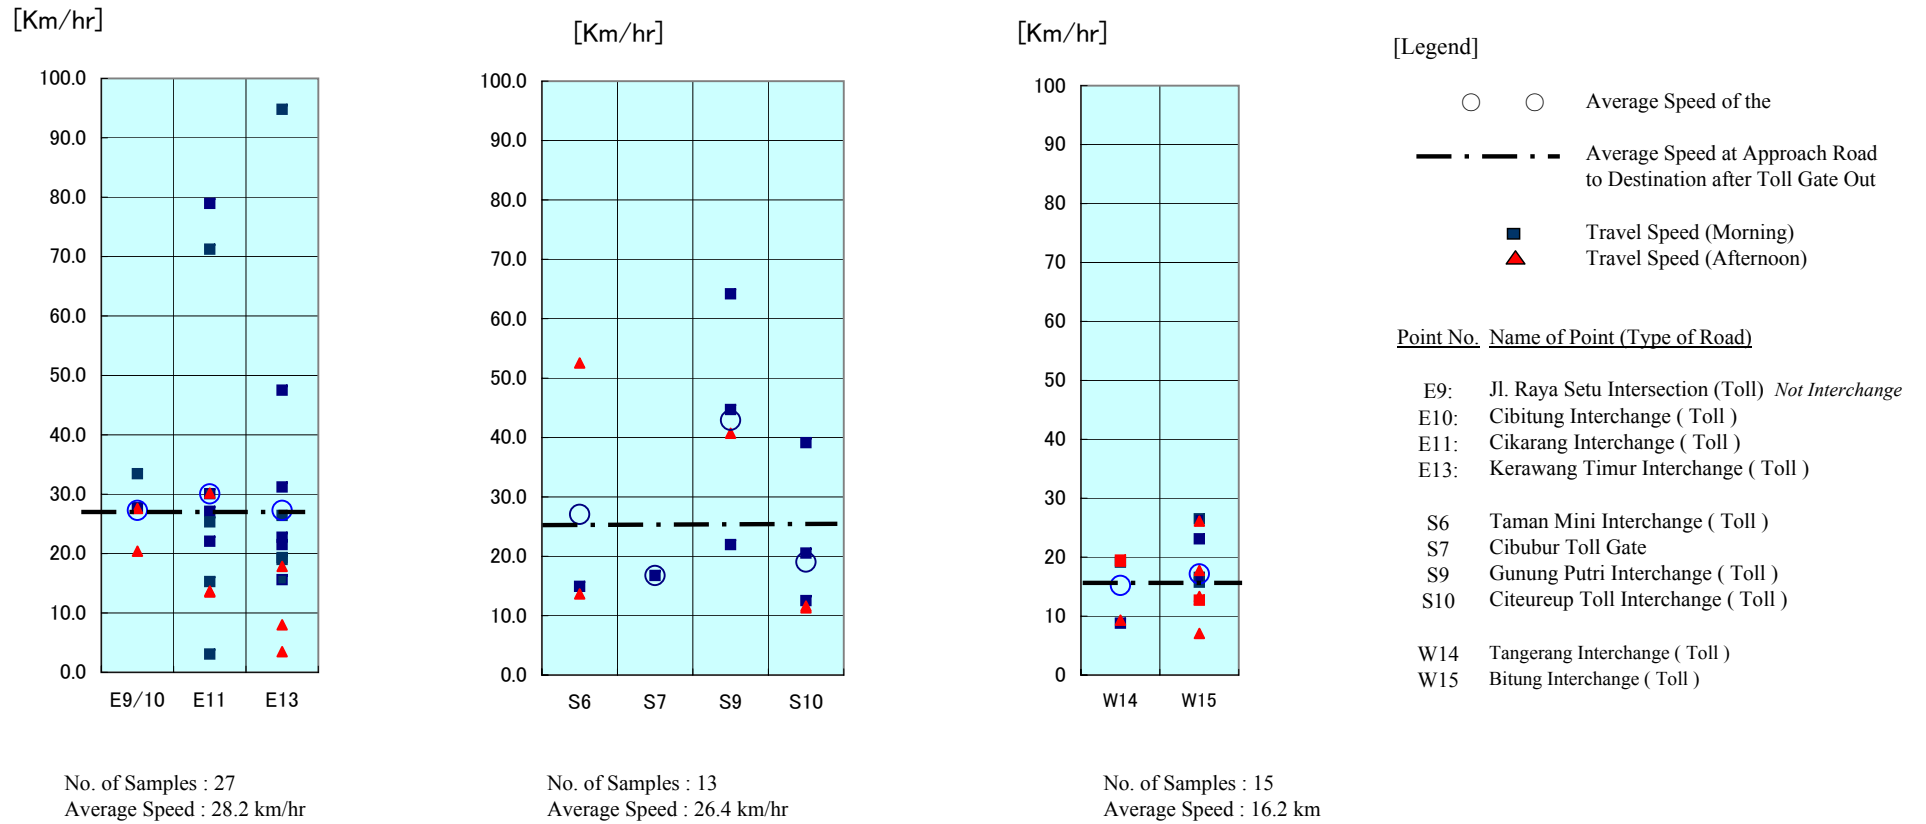 [Km/hr]
100.0
90.0
80.0
70.0
60.0
50.0
40.0
30.0
20.0
10.0
0.0
E9/10 E11 E13
No. of Samples : 27
Average Speed : 28.2 km/hr
[Km/hr]
100.0
90.0
80.0
70.0
60.0
50.0
40.0
30.0
20.0
10.0
0.0
S6 S7 S9 S10
No. of Samples : 13
Average Speed : 26.4 km/hr
[Km/hr]
100
90
80
70
60
50
40
30
20
10
0
W14 W15
No. of Samples : 15
Average Speed : 16.2 km
[Legend]
Average Speed of the
Average Speed at Approach Road
to Destination after Toll Gate Out
Travel Speed (Morning)
Travel Speed (Afternoon)
Point No. Name of Point (Type of Road)
E9: Jl. Raya Setu Intersection (Toll) Not Interchange
E10: Cibitung Interchange ( Toll )
E11: Cikarang Interchange ( Toll )
E13: Kerawang Timur Interchange ( Toll )
S6 Taman Mini Interchange ( Toll )
S7 Cibubur Toll Gate
S9 Gunung Putri Interchange ( Toll )
S10 Citeureup Toll Interchange ( Toll )
W14 Tangerang Interchange ( Toll )
W15 Bitung Interchange ( Toll )